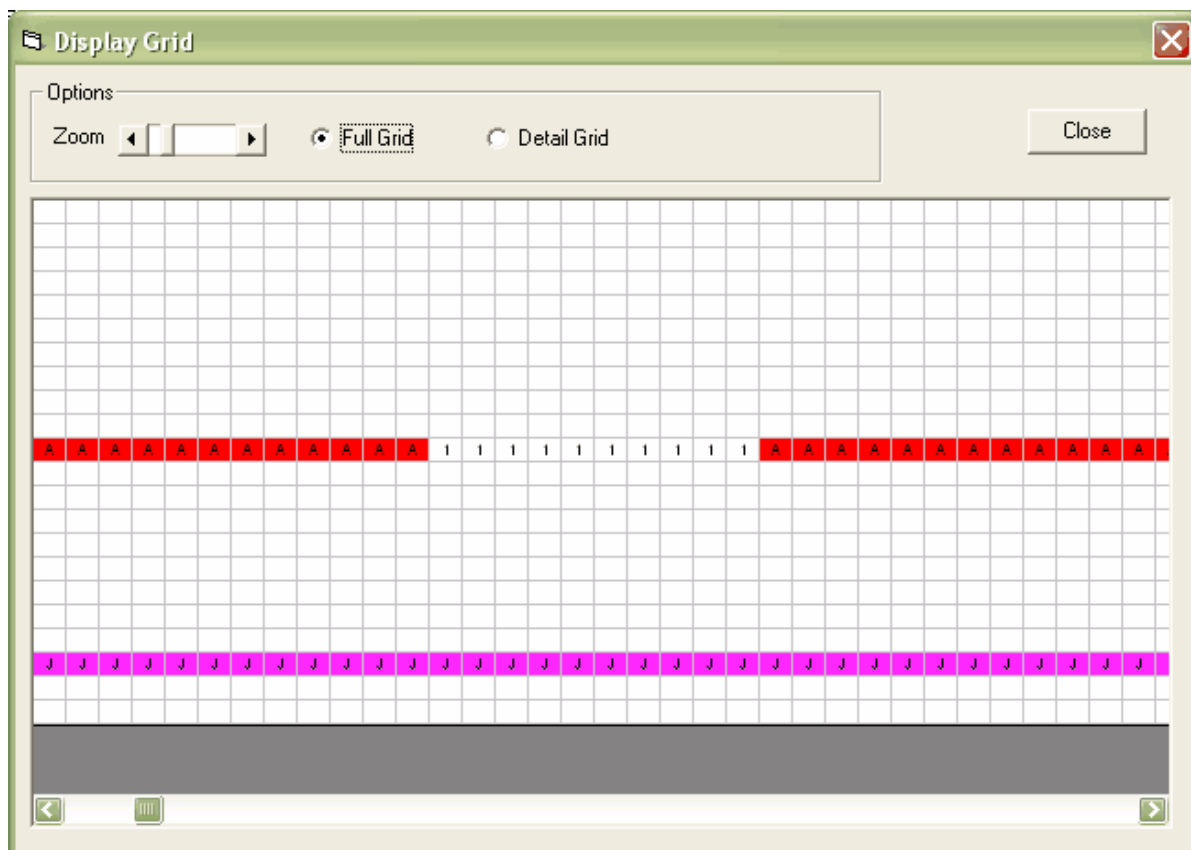 Display Grid
Options
Zoom Full Grid Detail Grid Close
A A A A A A A A A A A A 1 1 1 1 1 1 1 1 1 1 A A A A A A A A A A A A
J J J J J J J J J J J J J J J J J J J J J J J J J J J J J J J J J J